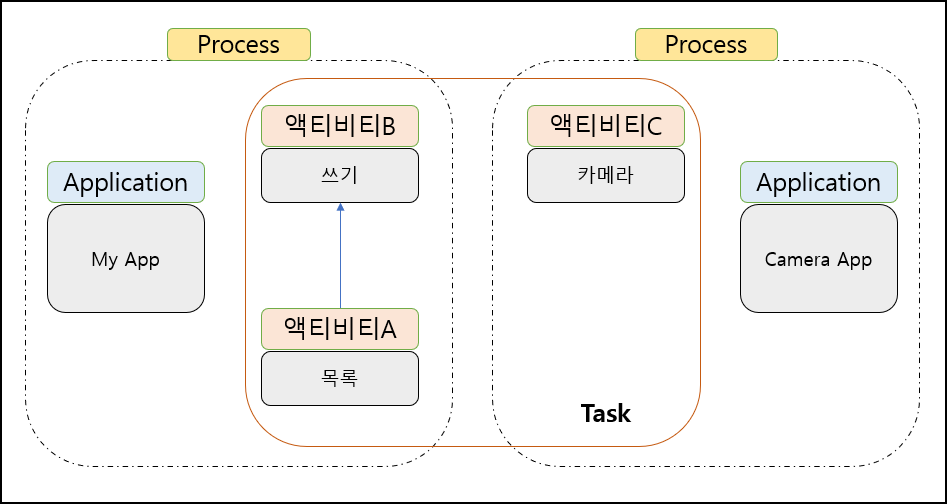 Process
Process
액티비티B
액티비티C
쓰기
카메라
Application
Application
My App
Camera App
액티비티A
목록
Task